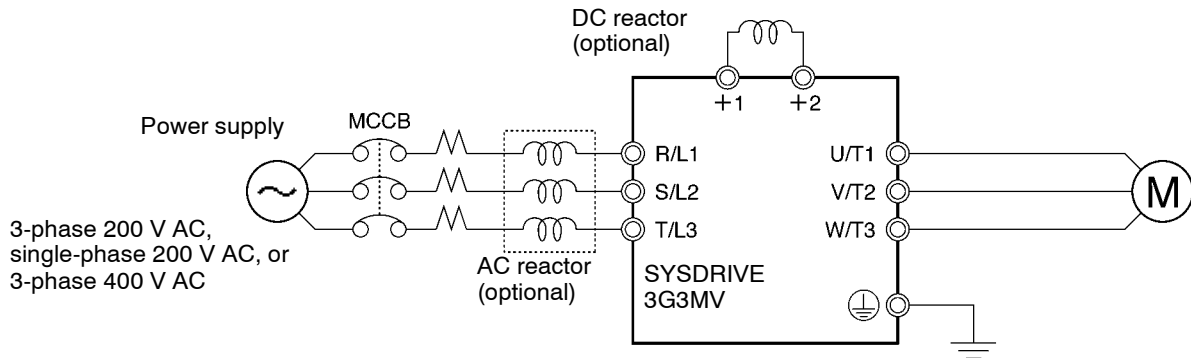 DC reactor
(optional)
+1
+2
Power supply
MCCB
R/L1
U/T1
S/L2
V/T2
M
T/L3
W/T3
3-phase 200 V AC,
single-phase 200 V AC, or
3-phase 400 V AC
AC reactor
(optional)
SYSDRIVE
3G3MV